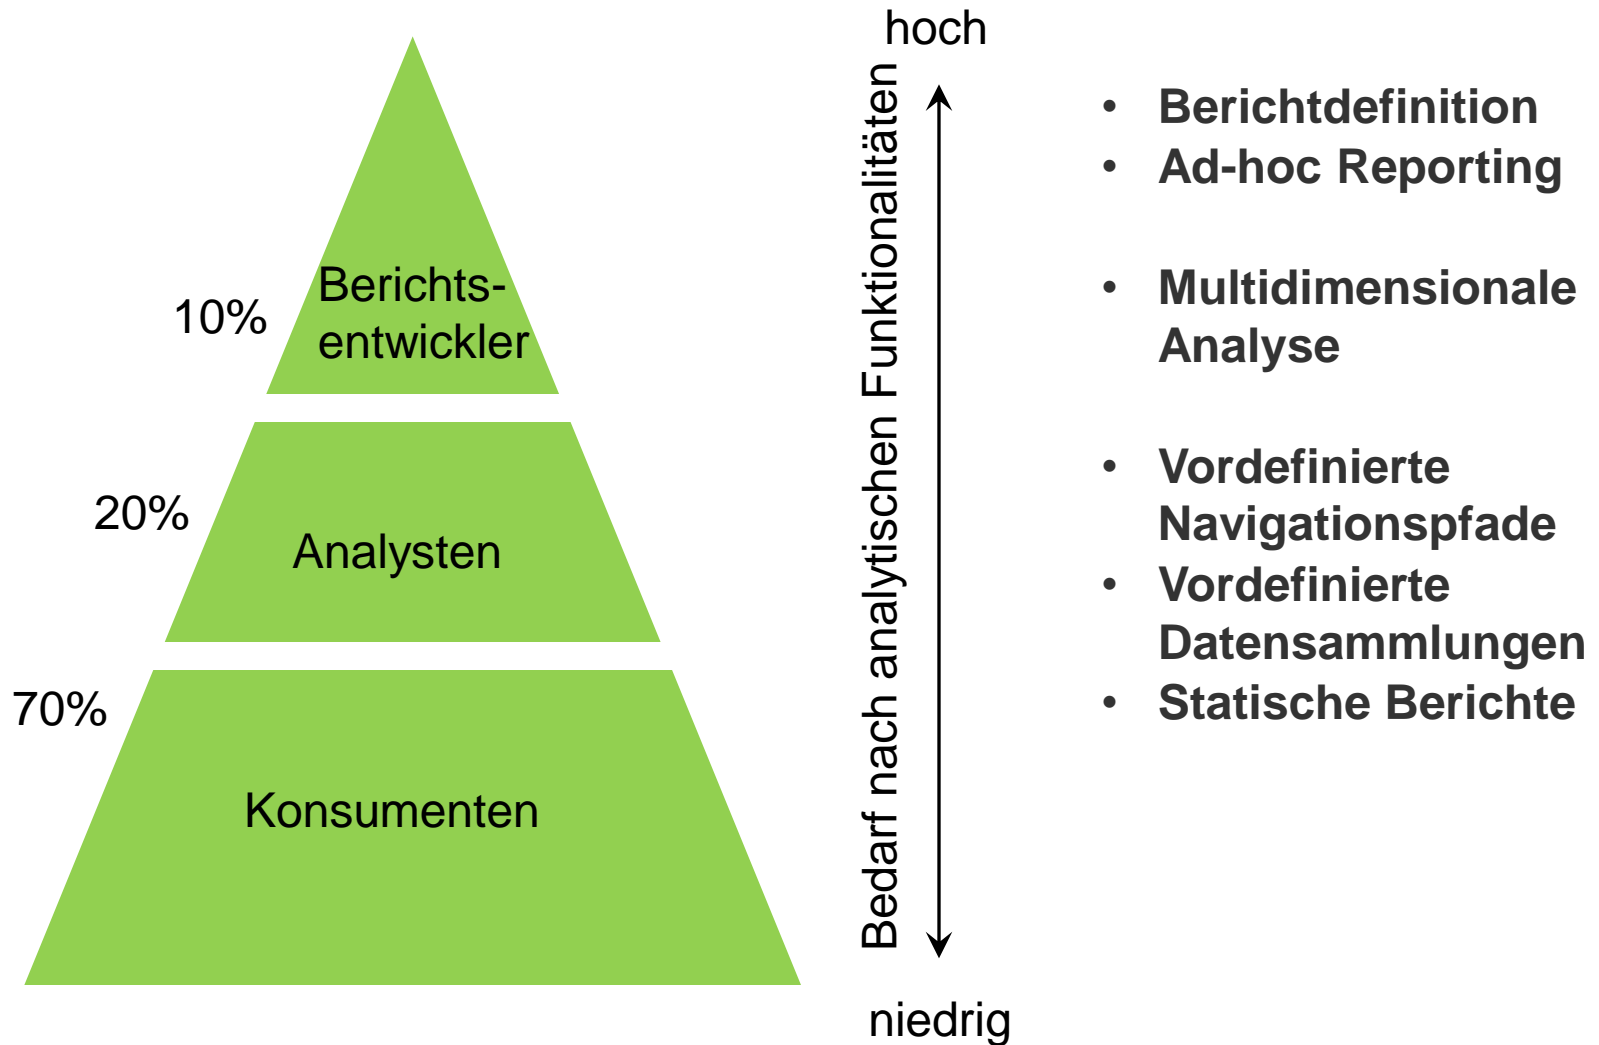 hoch
Berichts-
entwickler
10%
20%
Analysten
70%
Konsumenten
Bedarf nach analytischen Funktionalitäten
niedrig
• Berichtdefinition
• Ad-hoc Reporting
• Multidimensionale
Analyse
• Vordefinierte
Navigationspfade
• Vordefinierte
Datensammlungen
• Statische Berichte